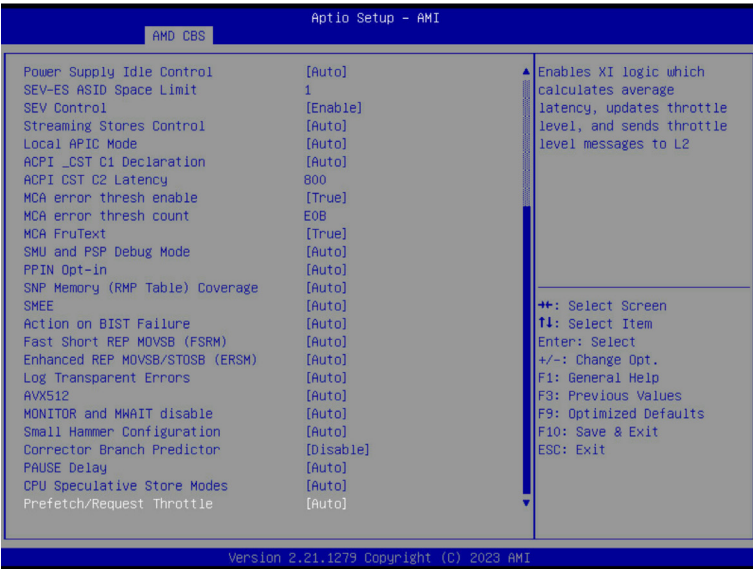 Aptio Setup – AMI
AMD CBS
Power Supply Idle Control [Auto]
SEV-ES ASID Space Limit 1
SEV Control [Enable]
Streaming Stores Control [Auto]
Local APIC Mode [Auto]
ACPI _CST C1 Declaration [Auto]
ACPI CST C2 Latency 800
MCA error thresh enable [True]
MCA error thresh count E0B
MCA FruText [True]
SMU and PSP Debug Mode [Auto]
PPIN Opt-in [Auto]
SNP Memory (RMP Table) Coverage [Auto]
SMEE [Auto]
Action on BIST Failure [Auto]
Fast Short REP MOVSB (FSRM) [Auto]
Enhanced REP MOVSB/STOSB (ERSM) [Auto]
Log Transparent Errors [Auto]
AVX512 [Auto]
MONITOR and MWAIT disable [Auto]
Small Hammer Configuration [Auto]
Corrector Branch Predictor [Disable]
PAUSE Delay [Auto]
CPU Speculative Store Modes [Auto]
Prefetch/Request Throttle [Auto]
Enables XI logic which
calculates average
latency, updates throttle
level, and sends throttle
level messages to L2
→←: Select Screen
↑↓: Select Item
Enter: Select
+/-: Change Opt.
F1: General Help
F3: Previous Values
F9: Optimized Defaults
F10: Save & Exit
ESC: Exit
Version 2.21.1279 Copyright (C) 2023 AMI